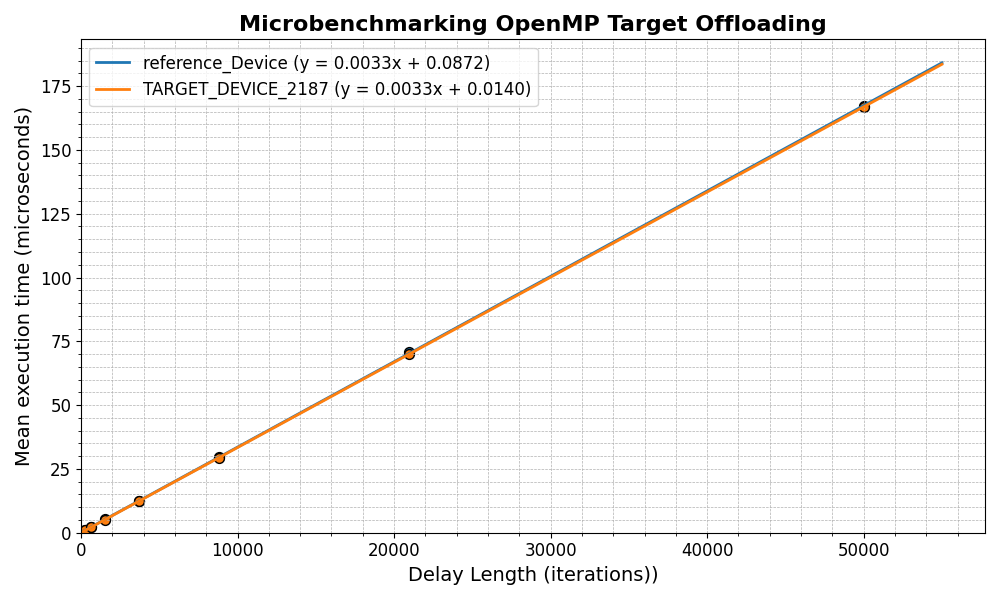 Microbenchmarking OpenMP Target Offloading
reference_Device (y = 0.0033x + 0.0872)
TARGET_DEVICE_2187 (y = 0.0033x + 0.0140)
Mean execution time (microseconds)
175
150
125
100
75
50
25
0
0 10000 20000 30000 40000 50000
Delay Length (iterations))